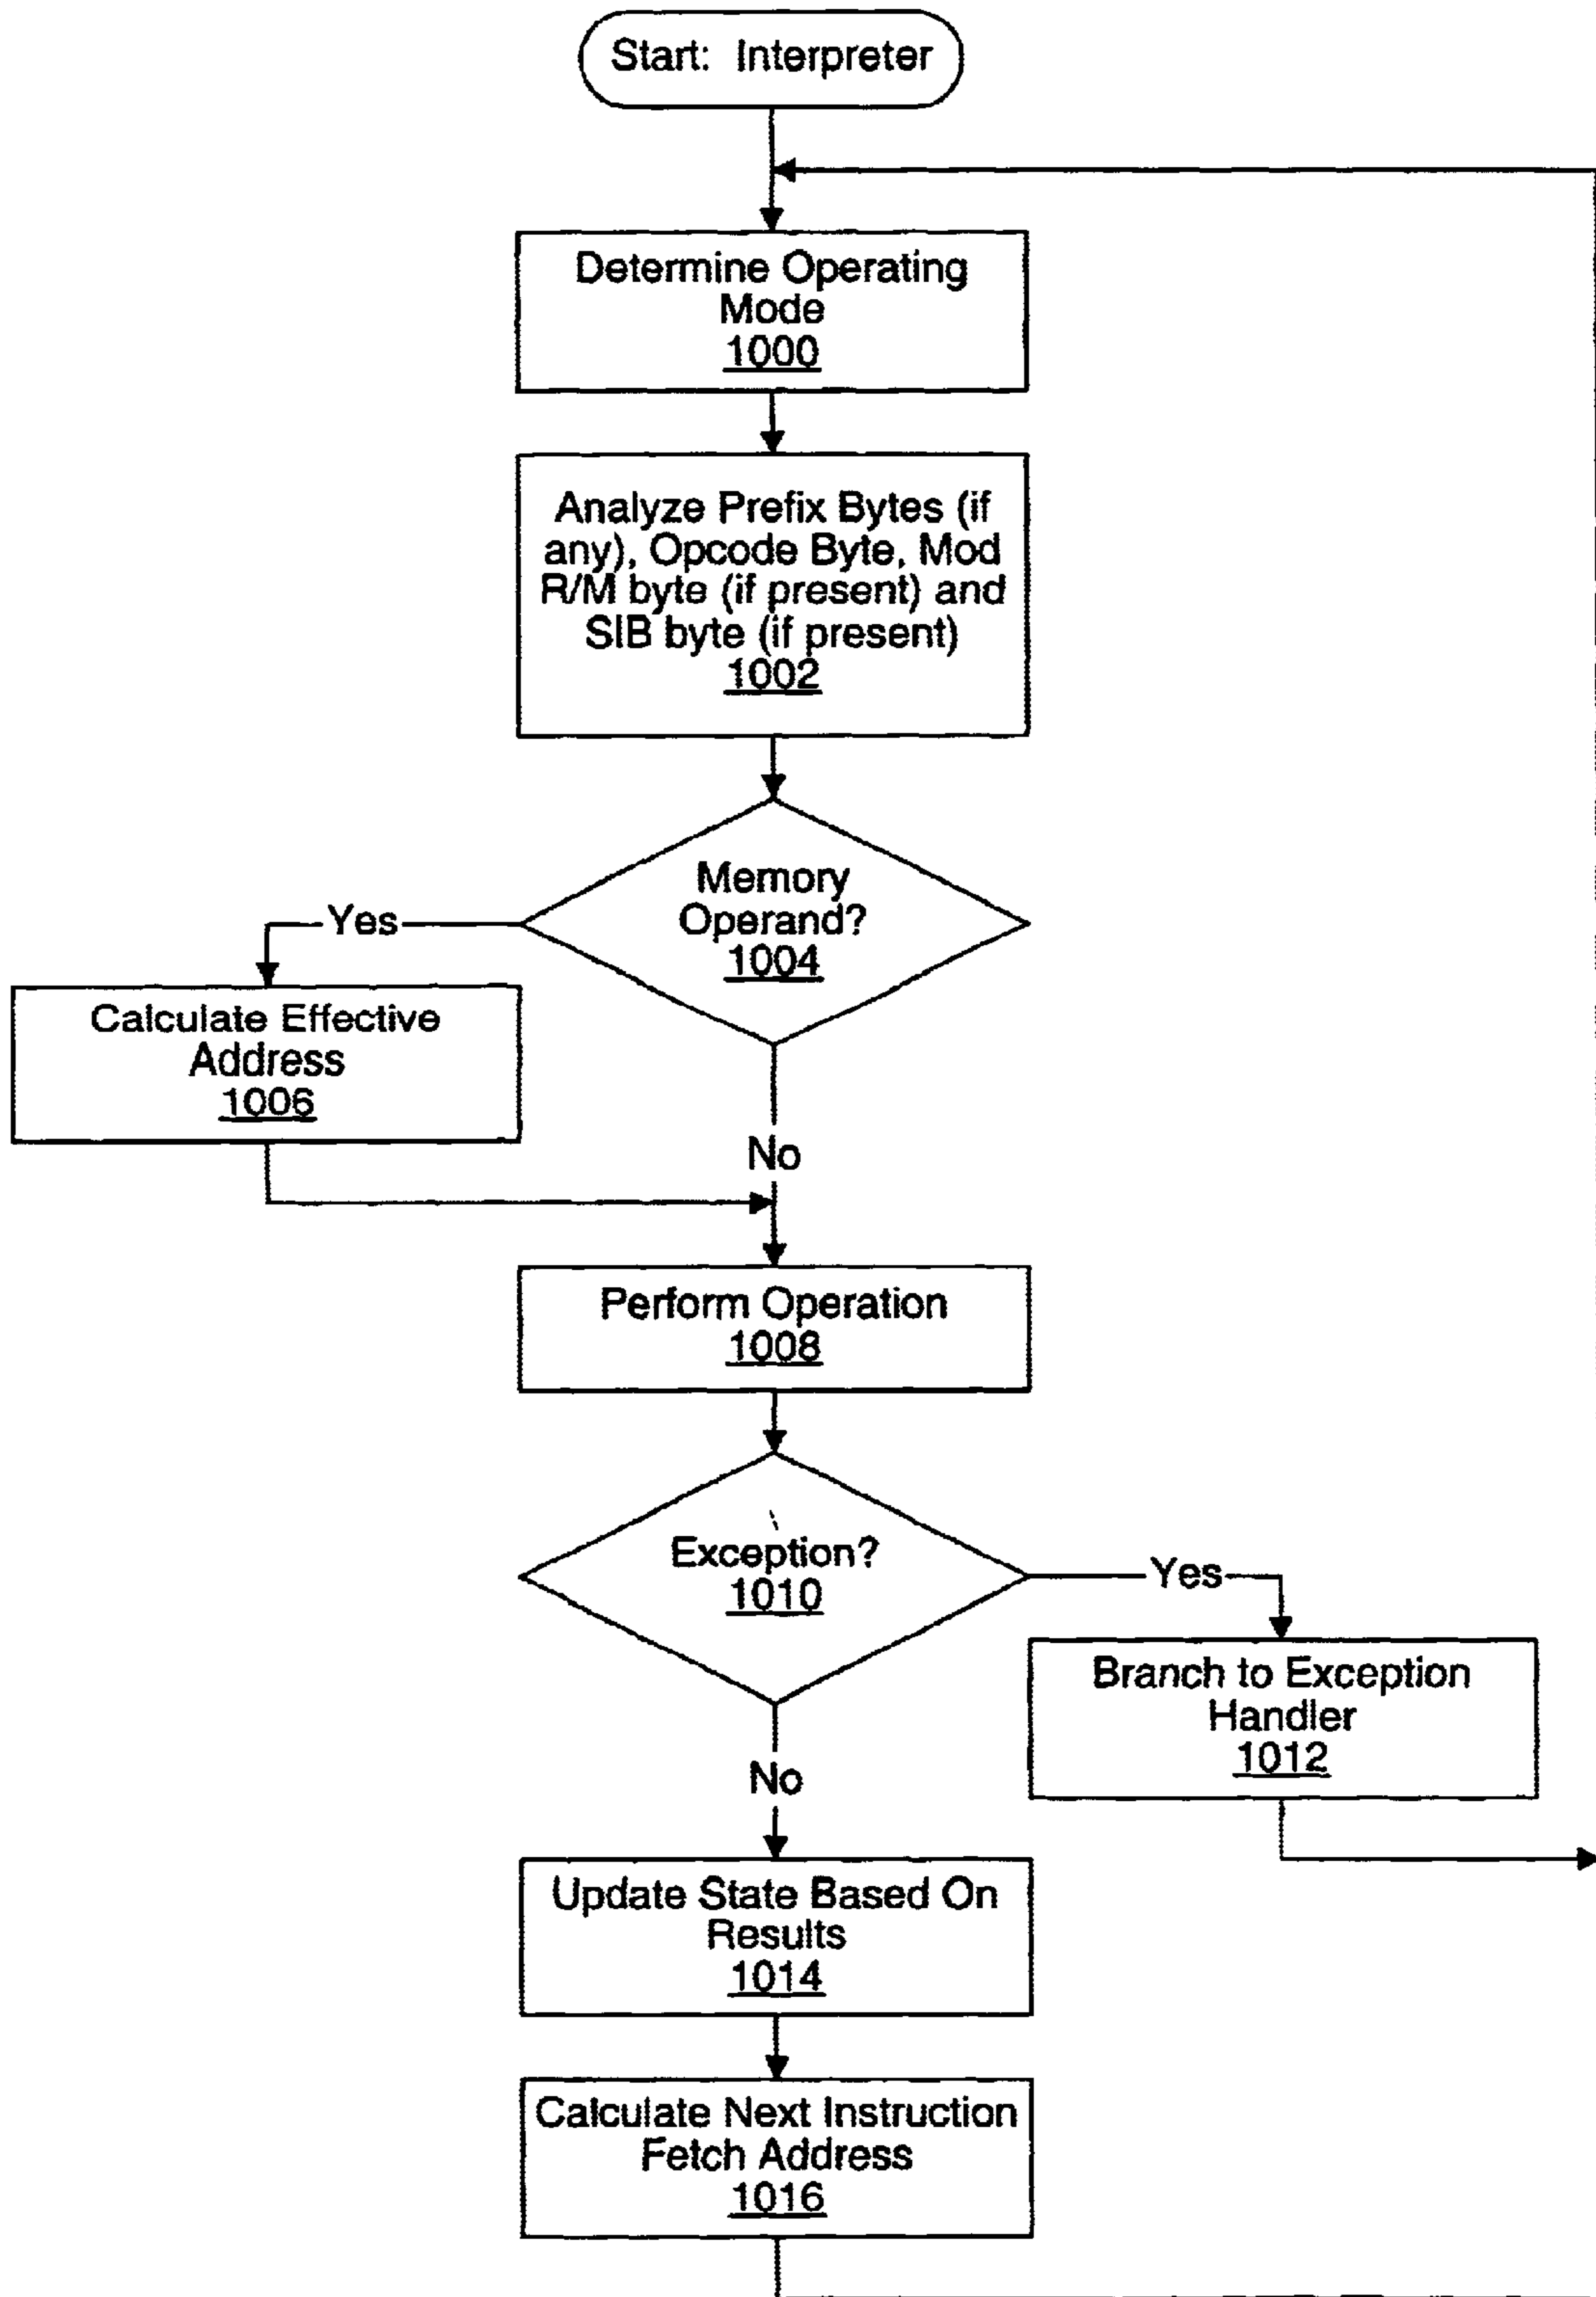 Start: Interpreter
Determine Operating
Mode
1000
Analyze Prefix Bytes (if
any), Opcode Byte, Mod
R/M byte (if present) and
SIB byte (if present)
1002
Memory
Operand?
1004
Yes
Calculate Effective
Address
1006
No
Perform Operation
1008
Exception?
1010
Yes
Branch to Exception
Handler
1012
No
Update State Based On
Results
1014
Calculate Next Instruction
Fetch Address
1016